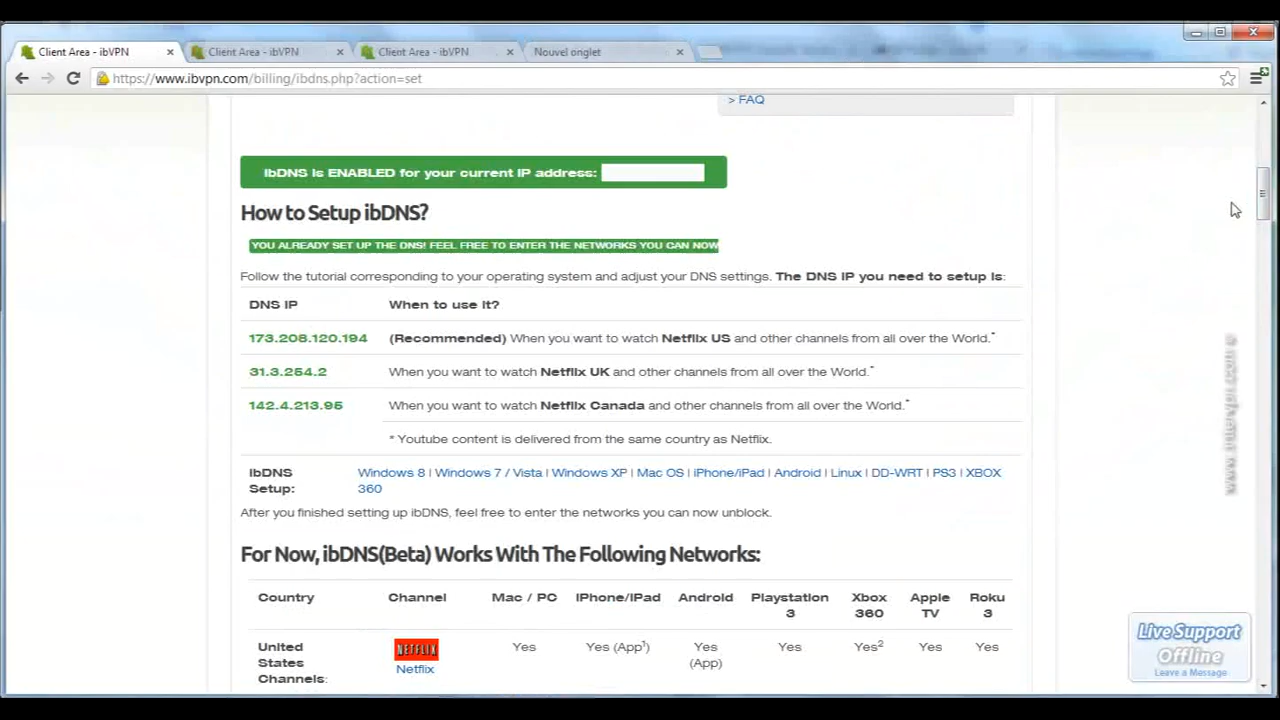 Client Area - ibVPN
Client Area - ibVPN
Client Area - ibVPN
Nouvel onglet
https://www.ibvpn.com/billing/ibdns.php?action=set
> FAQ
ibDNS is ENABLED for your current IP address:
How to Setup ibDNS?
YOU ALREADY SET UP THE DNS! FEEL FREE TO ENTER THE NETWORKS YOU CAN NOW
Follow the tutorial corresponding to your operating system and adjust your DNS settings. The DNS IP you need to setup is:
DNS IP When to use it?
173.208.120.194 (Recommended) When you want to watch Netflix US and other channels from all over the World.*
31.3.254.2 When you want to watch Netflix UK and other channels from all over the World.*
142.4.213.95 When you want to watch Netflix Canada and other channels from all over the World.*
* Youtube content is delivered from the same country as Netflix.
ibDNS Setup: Windows 8 | Windows 7 / Vista | Windows XP | Mac OS | iPhone/iPad | Android | Linux | DD-WRT | PS3 | XBOX
360
After you finished setting up ibDNS, feel free to enter the networks you can now unblock.
For Now, ibDNS(Beta) Works With The Following Networks:
Country Channel Mac / PC iPhone/iPad Android Playstation 3 Xbox 360 Apple TV Roku 3
United States Channels: NETFLIX Netflix Yes Yes (App¹) Yes (App) Yes Yes² Yes Yes
Live Support
Offline
Leave a Message